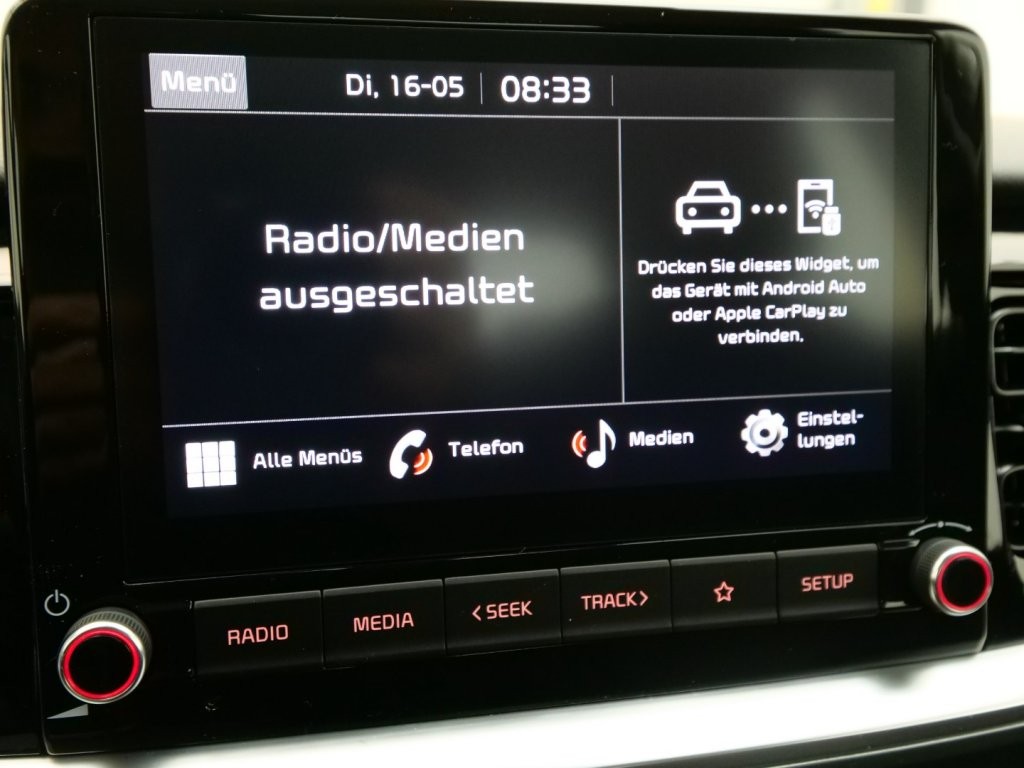 Menü
Di, 16-05
08:33
Radio/Medien
ausgeschaltet
Drücken Sie dieses Widget, um
das Gerät mit Android Auto
oder Apple CarPlay zu
verbinden.
Alle Menüs
Telefon
Medien
Einstel-
lungen
RADIO
MEDIA
< SEEK
TRACK >
SETUP